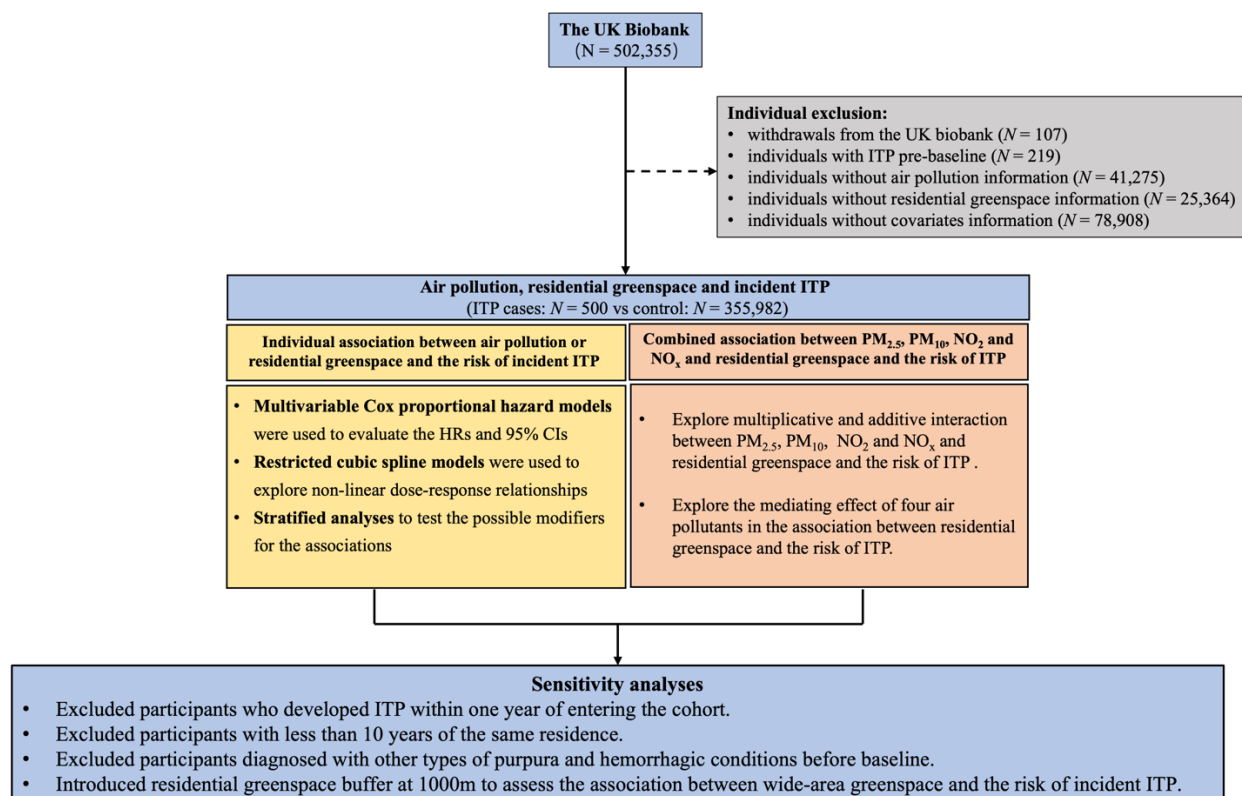 The UK Biobank
(N = 502,355)
Individual exclusion:
• withdrawals from the UK biobank (N = 107)
• individuals with ITP pre-baseline (N = 219)
• individuals without air pollution information (N = 41,275)
• individuals without residential greenspace information (N = 25,364)
• individuals without covariates information (N = 78,908)
Air pollution, residential greenspace and incident ITP
(ITP cases: N = 500 vs control: N = 355,982)
Individual association between air pollution or
residential greenspace and the risk of incident ITP
• Multivariable Cox proportional hazard models
were used to evaluate the HRs and 95% CIs
• Restricted cubic spline models were used to
explore non-linear dose-response relationships
• Stratified analyses to test the possible modifiers
for the associations
Combined association between PM2.5, PM10, NO2 and
NOx and residential greenspace and the risk of ITP
• Explore multiplicative and additive interaction
between PM2.5, PM10, NO2 and NOx and
residential greenspace and the risk of ITP .
• Explore the mediating effect of four air
pollutants in the association between residential
greenspace and the risk of ITP.
Sensitivity analyses
• Excluded participants who developed ITP within one year of entering the cohort.
• Excluded participants with less than 10 years of the same residence.
• Excluded participants diagnosed with other types of purpura and hemorrhagic conditions before baseline.
• Introduced residential greenspace buffer at 1000m to assess the association between wide-area greenspace and the risk of incident ITP.